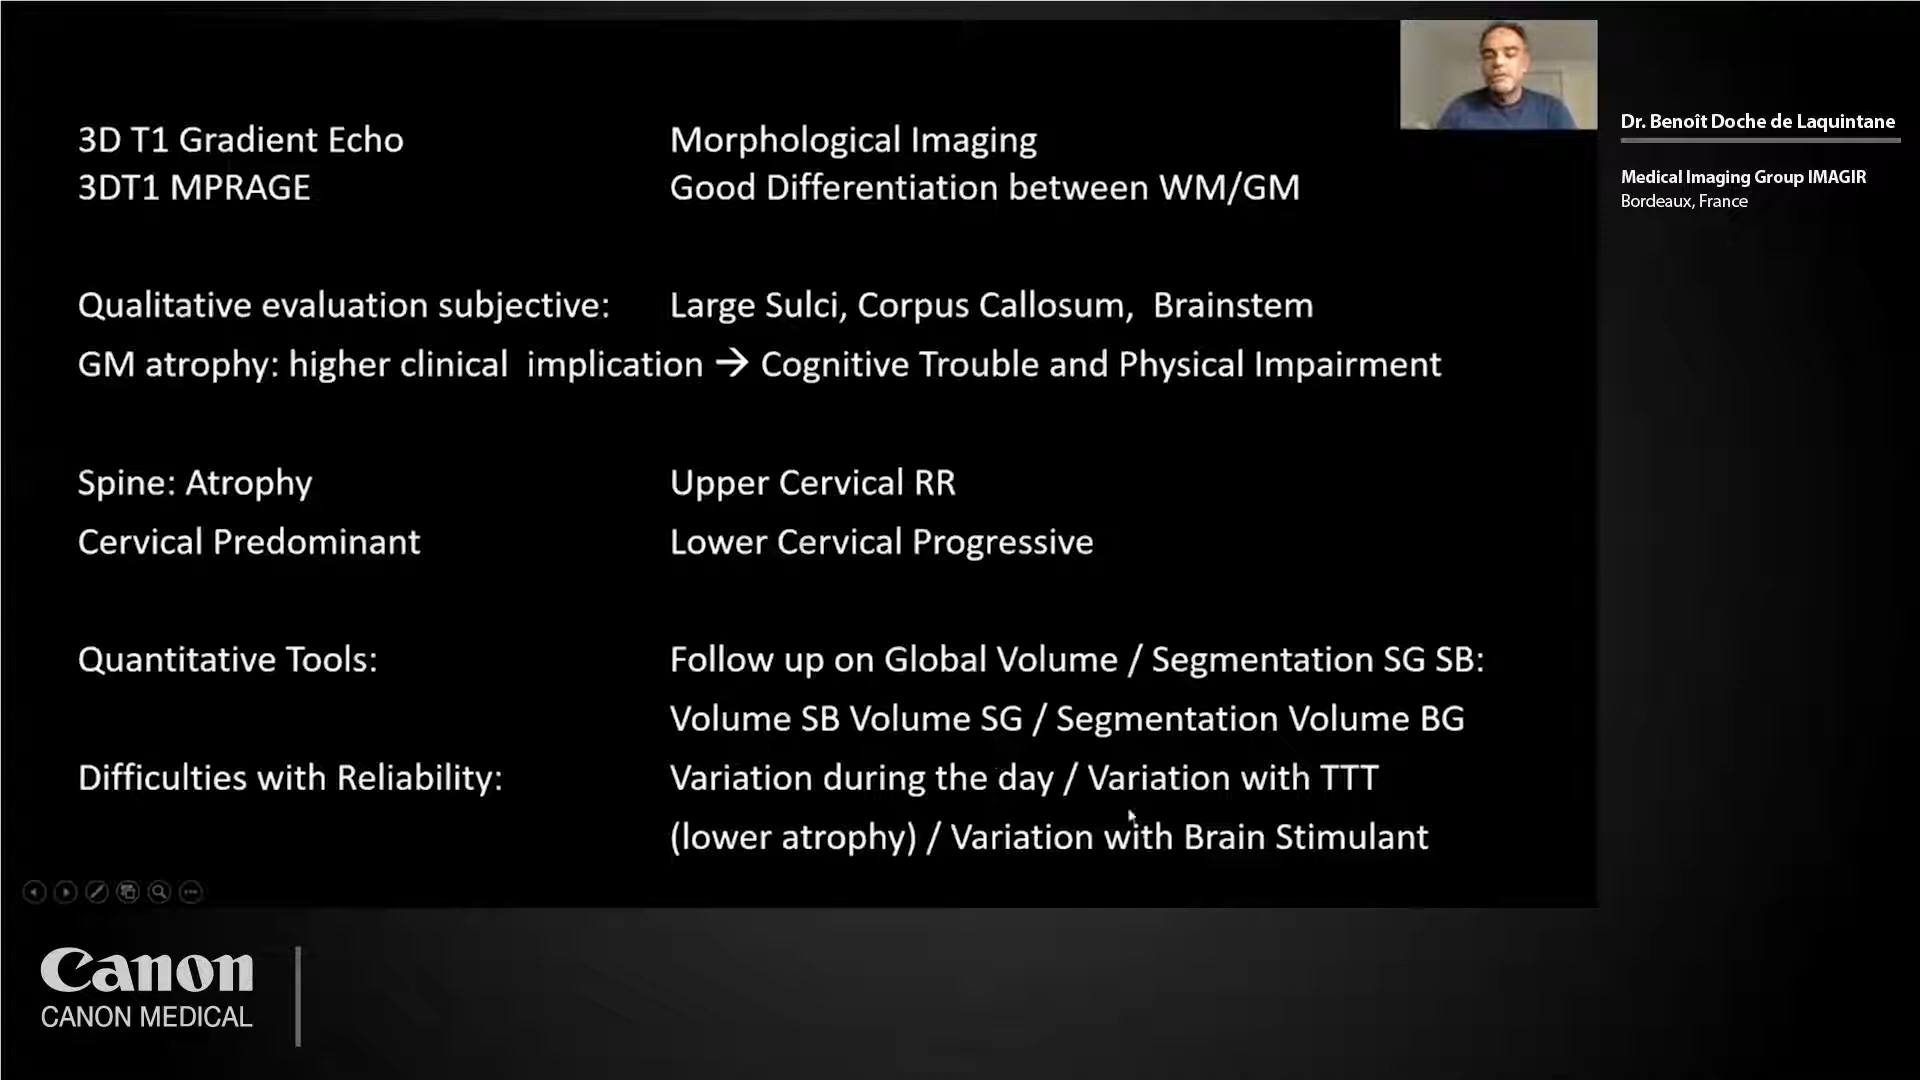 3D T1 Gradient Echo Morphological Imaging
3DT1 MPRAGE Good Differentiation between WM/GM
Qualitative evaluation subjective: Large Sulci, Corpus Callosum, Brainstem
GM atrophy: higher clinical implication → Cognitive Trouble and Physical Impairment
Spine: Atrophy Upper Cervical RR
Cervical Predominant Lower Cervical Progressive
Quantitative Tools: Follow up on Global Volume / Segmentation SG SB:
Volume SB Volume SG / Segmentation Volume BG
Difficulties with Reliability: Variation during the day / Variation with TTT
(lower atrophy) / Variation with Brain Stimulant
Dr. Benoît Doche de Laquintane
Medical Imaging Group IMAGIR
Bordeaux, France
Canon
CANON MEDICAL